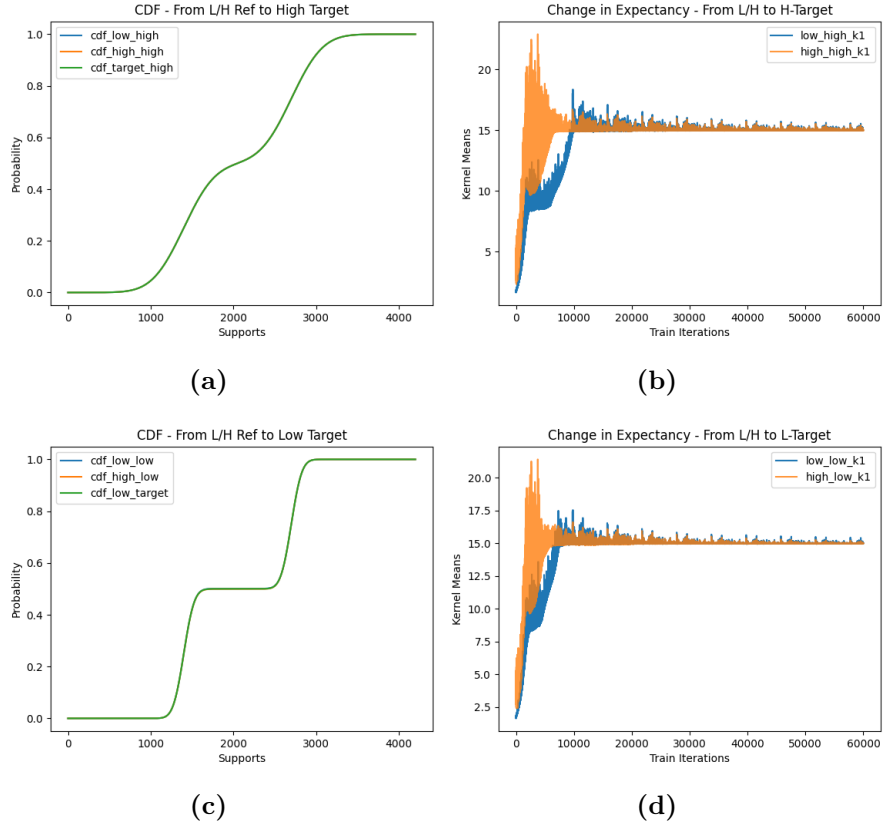 CDF - From L/H Ref to High Target
1.0
0.8
0.6
0.4
0.2
0.0
Probability
cdf_low_high
cdf_high_high
cdf_target_high
0
1000
2000
3000
4000
Supports
(a)
Change in Expectancy - From L/H to H-Target
20
15
10
5
Kernel Means
low_high_k1
high_high_k1
0
10000
20000
30000
40000
50000
60000
Train Iterations
(b)
CDF - From L/H Ref to Low Target
1.0
0.8
0.6
0.4
0.2
0.0
Probability
cdf_low_low
cdf_high_low
cdf_low_target
0
1000
2000
3000
4000
Supports
(c)
Change in Expectancy - From L/H to L-Target
20.0
17.5
15.0
12.5
10.0
7.5
5.0
2.5
Kernel Means
low_low_k1
high_low_k1
0
10000
20000
30000
40000
50000
60000
Train Iterations
(d)